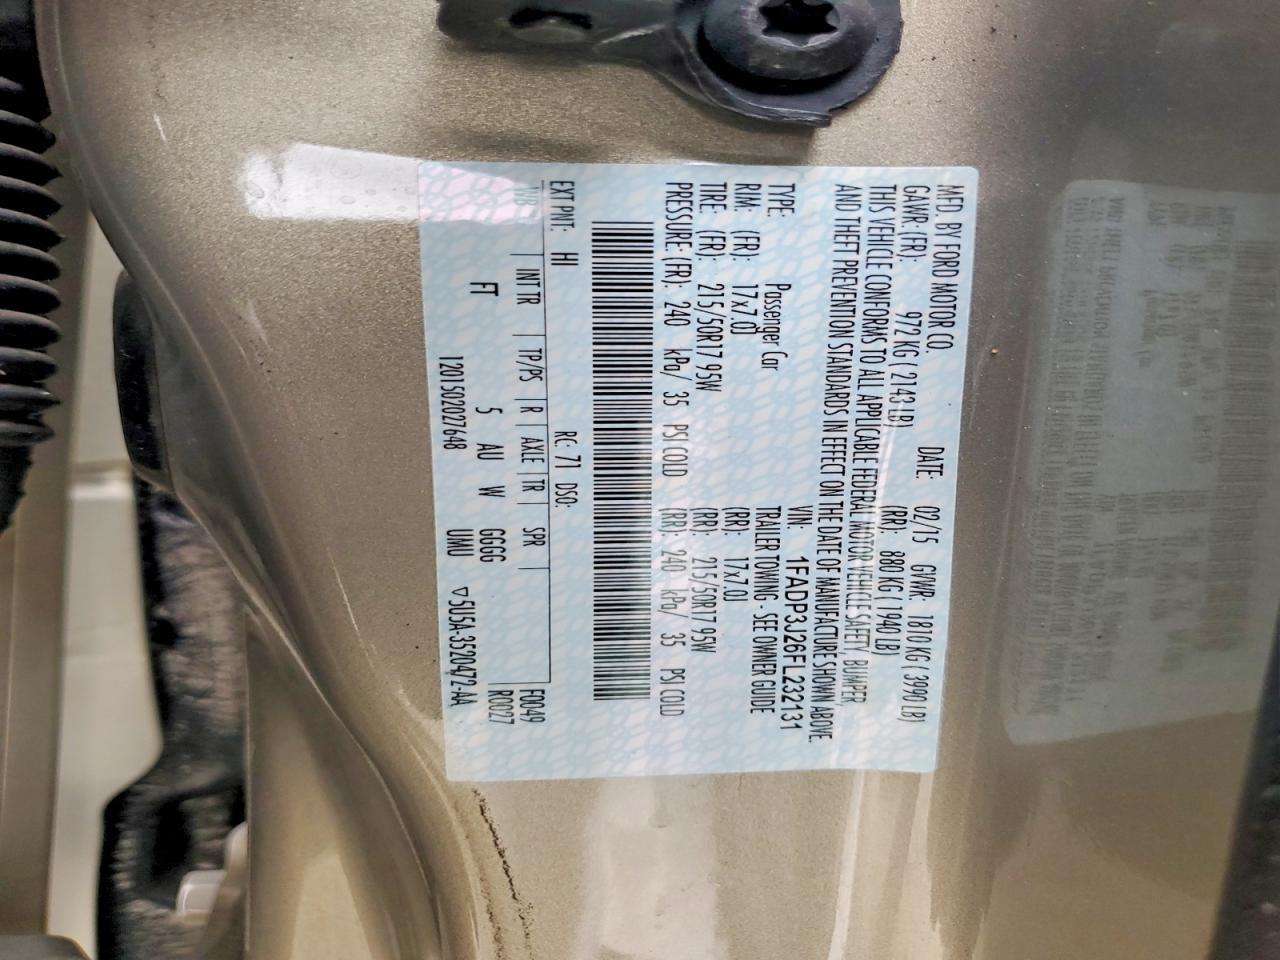 MFD. BY FORD MOTOR CO.
DATE: 02/15 GVWR: 1810 KG ( 3990 LB)
GAWR: (FR): 972 KG ( 2143 LB) (RR): 880 KG ( 1940 LB)
THIS VEHICLE CONFORMS TO ALL APPLICABLE FEDERAL MOTOR VEHICLE SAFETY, BUMPER,
AND THEFT PREVENTION STANDARDS IN EFFECT ON THE DATE OF MANUFACTURE SHOWN ABOVE.
VIN: 1FADP3J26FL232131
TYPE: Passenger Car TRAILER TOWING - SEE OWNER GUIDE
RIM: (FR): 17x7.0J (RR): 17x7.0J
TIRE: (FR): 215/50R17 95W (RR): 215/50R17 95W
PRESSURE: (FR): 240 kPa/ 35 PSI COLD (RR): 240 kPa/ 35 PSI COLD
EXT PNT: HI RC: 71 DSO:
WB INT TR TP/PS R AXLE TR SPR F0049
FT 5 AU W GGGG R0027
1201502027648 UMU ▽5U5A-3520472-AA